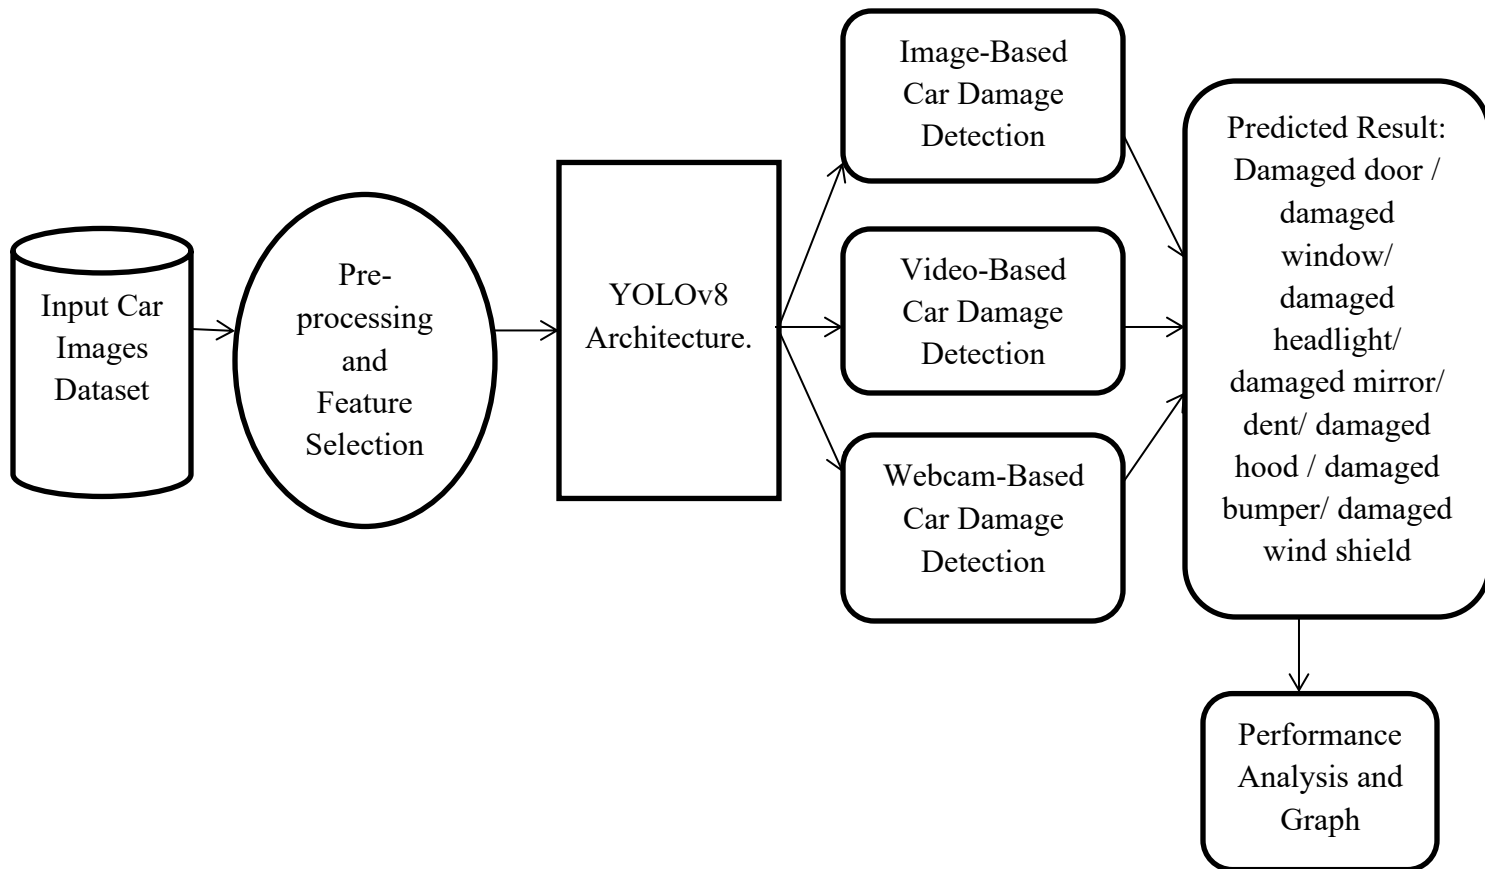 Input Car
Images
Dataset
Pre-
processing
and
Feature
Selection
YOLOv8
Architecture.
Image-Based
Car Damage
Detection
Video-Based
Car Damage
Detection
Webcam-Based
Car Damage
Detection
Predicted Result:
Damaged door /
damaged
window/
damaged
headlight/
damaged mirror/
dent/ damaged
hood / damaged
bumper/ damaged
wind shield
Performance
Analysis and
Graph